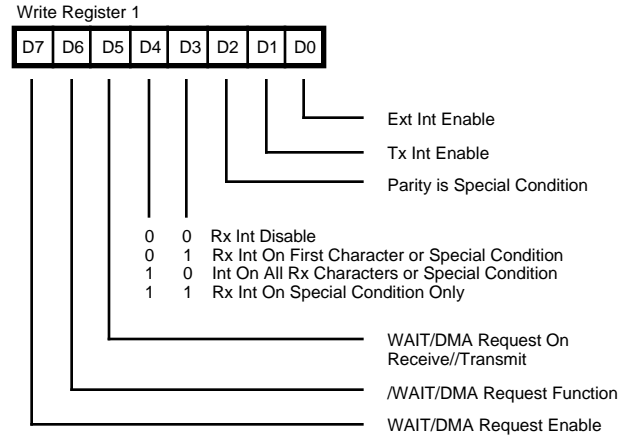 Write Register 1
D7 D6 D5 D4 D3 D2 D1 D0
Ext Int Enable
Tx Int Enable
Parity is Special Condition
0 0 Rx Int Disable
0 1 Rx Int On First Character or Special Condition
1 0 Int On All Rx Characters or Special Condition
1 1 Rx Int On Special Condition Only
WAIT/DMA Request On
Receive//Transmit
/WAIT/DMA Request Function
WAIT/DMA Request Enable